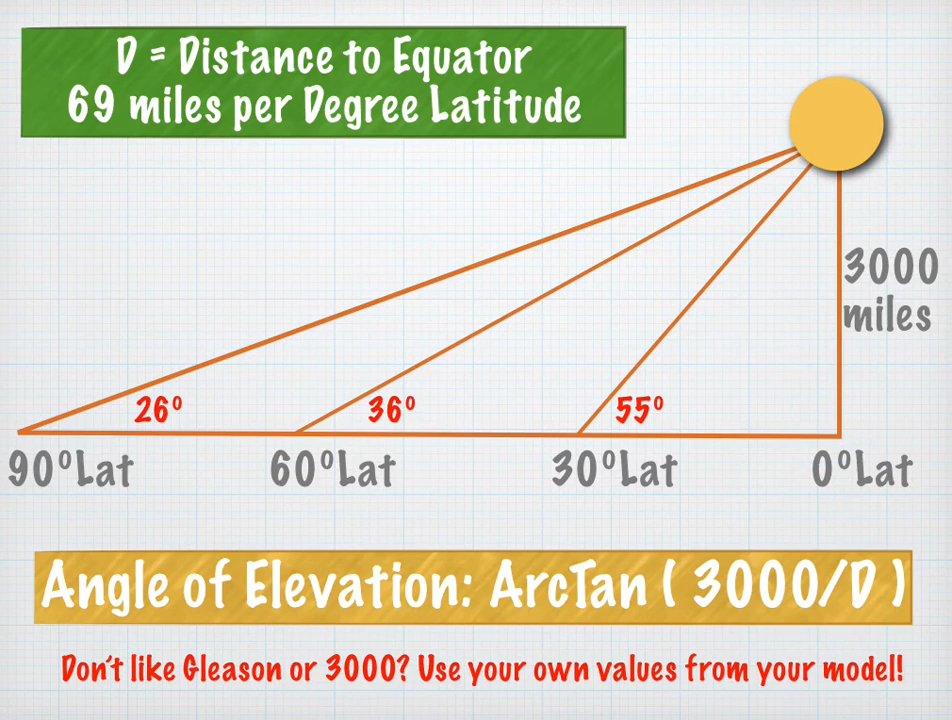 D = Distance to Equator
69 miles per Degree Latitude
3000
miles
26º
36º
55º
90ºLat
60ºLat
30ºLat
0ºLat
Angle of Elevation: ArcTan ( 3000/D )
Don't like Gleason or 3000? Use your own values from your model!